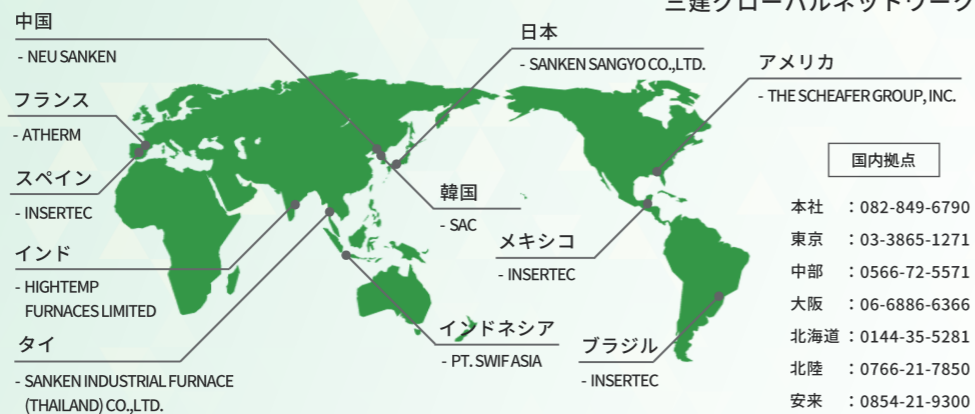 三建グローバルネットワーク
中国
- NEU SANKEN
フランス
- ATHERM
スペイン
- INSERTEC
インド
- HIGHTEMP
FURNACES LIMITED
タイ
- SANKEN INDUSTRIAL FURNACE
(THAILAND) CO.,LTD.
日本
- SANKEN SANGYO CO.,LTD.
韓国
- SAC
インドネシア
- PT. SWIF ASIA
アメリカ
- THE SCHEAFER GROUP, INC.
メキシコ
- INSERTEC
ブラジル
- INSERTEC
国内拠点
本社 : 082-849-6790
東京 : 03-3865-1271
中部 : 0566-72-5571
大阪 : 06-6886-6366
北海道 : 0144-35-5281
北陸 : 0766-21-7850
安来 : 0854-21-9300